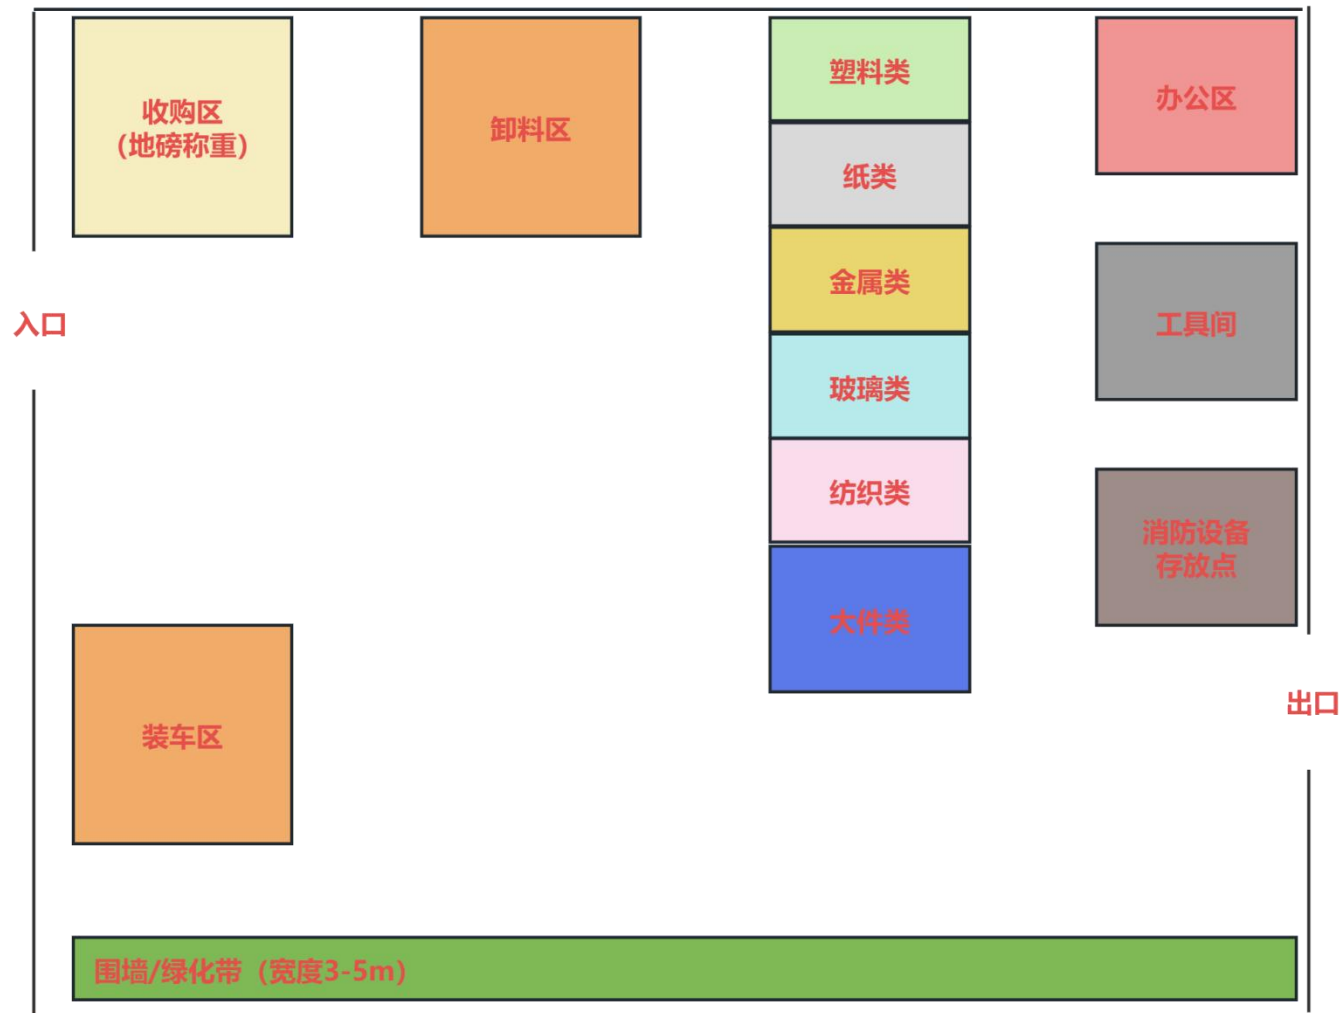 收购区
（地磅称重）
卸料区
塑料类
纸类
金属类
玻璃类
纺织类
大件类
办公区
工具间
消防设备
存放点
入口
出口
装车区
围墙/绿化带（宽度3-5m）